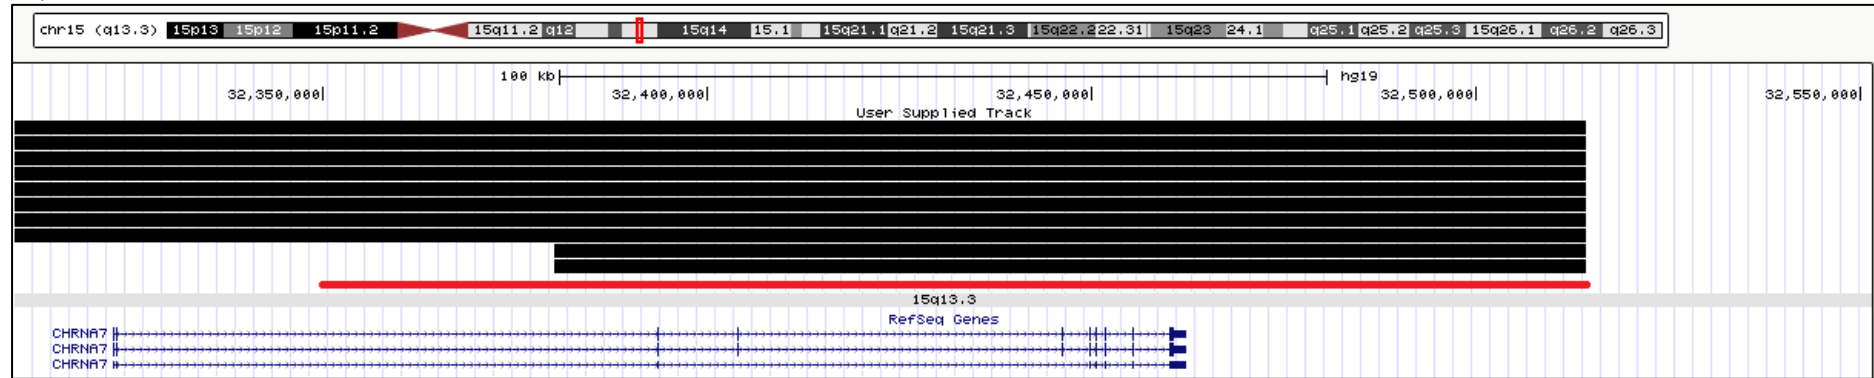 chr15 (q13.3) 15p13 15p12 15p11.2 15q11.2 q12 15q14 15.1 15q21.1 q21.2 15q21.3 15q22.2 22.31 15q23 24.1 q25.1 q25.2 q25.3 15q26.1 q26.2 q26.3
100 kb hg19
32,350,000 32,400,000 32,450,000 32,500,000 32,550,000
User Supplied Track
15q13.3
RefSeq Genes
CHRNA7
CHRNA7
CHRNA7